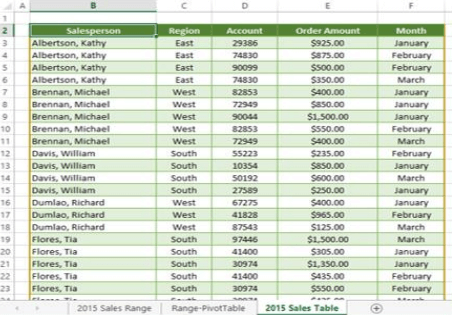 A B C D E F
1
2 Salesperson Region Account Order Amount Month
3 Albertson, Kathy East 29386 $925.00 January
4 Albertson, Kathy East 74830 $875.00 February
5 Albertson, Kathy East 90099 $500.00 February
6 Albertson, Kathy East 74830 $350.00 March
7 Brennan, Michael West 82853 $400.00 January
8 Brennan, Michael West 72949 $850.00 January
9 Brennan, Michael West 90044 $1,500.00 January
10 Brennan, Michael West 82853 $550.00 February
11 Brennan, Michael West 72949 $400.00 March
12 Davis, William South 55223 $235.00 February
13 Davis, William South 10354 $850.00 January
14 Davis, William South 50192 $600.00 March
15 Davis, William South 27589 $250.00 January
16 Dumlao, Richard West 67275 $400.00 January
17 Dumlao, Richard West 41828 $965.00 February
18 Dumlao, Richard West 87543 $125.00 March
19 Flores, Tia South 97446 $1,500.00 March
20 Flores, Tia South 41400 $305.00 January
21 Flores, Tia South 30974 $1,350.00 January
22 Flores, Tia South 41400 $435.00 February
23 Flores, Tia South 30974 $550.00 February
2015 Sales Range Range-PivotTable 2015 Sales Table